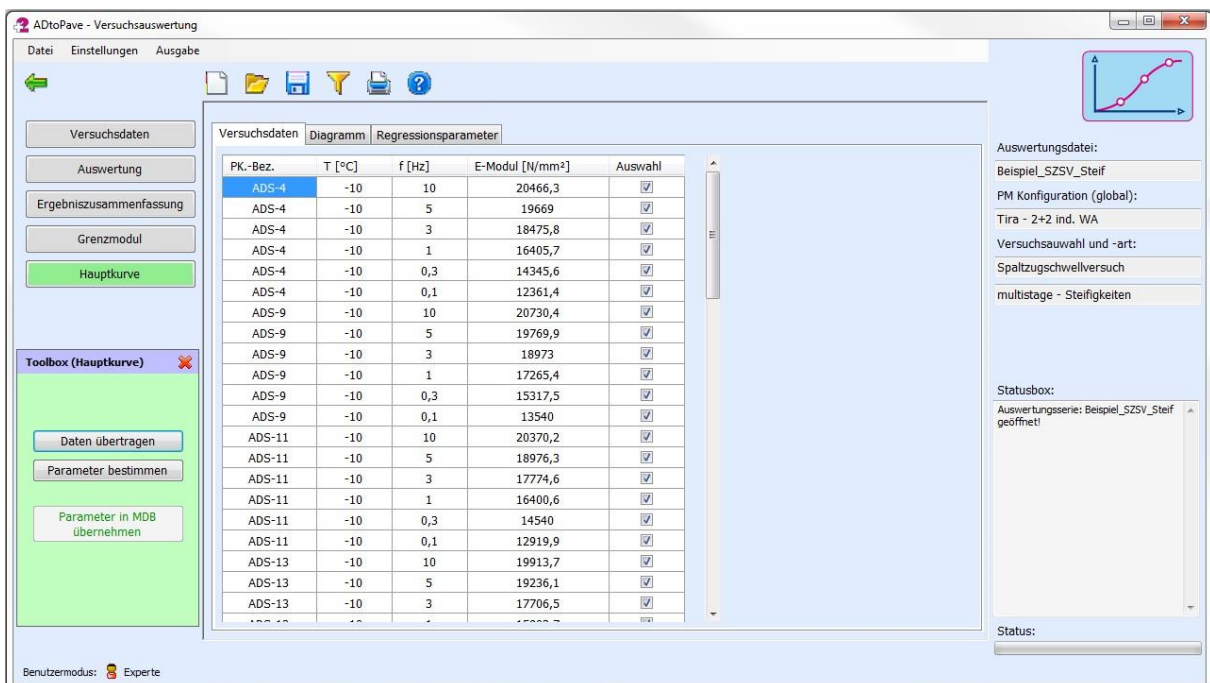 ADtoPave - Versuchsauswertung
Datei Einstellungen Ausgabe
Versuchsdaten
Auswertung
Ergebniszusammenfassung
Grenzmodul
Hauptkurve
Toolbox (Hauptkurve)
Daten übertragen
Parameter bestimmen
Parameter in MDB
übernehmen
Benutzermodus: Experte
Versuchsdaten Diagramm Regressionsparameter
PK.-Bez. T [°C] f [Hz] E-Modul [N/mm²] Auswahl
ADS-4 -10 10 20466,3
ADS-4 -10 5 19669
ADS-4 -10 3 18475,8
ADS-4 -10 1 16405,7
ADS-4 -10 0,3 14345,6
ADS-4 -10 0,1 12361,4
ADS-9 -10 10 20730,4
ADS-9 -10 5 19769,9
ADS-9 -10 3 18973
ADS-9 -10 1 17265,4
ADS-9 -10 0,3 15317,5
ADS-9 -10 0,1 13540
ADS-11 -10 10 20370,2
ADS-11 -10 5 18976,3
ADS-11 -10 3 17774,6
ADS-11 -10 1 16400,6
ADS-11 -10 0,3 14540
ADS-11 -10 0,1 12919,9
ADS-13 -10 10 19913,7
ADS-13 -10 5 19236,1
ADS-13 -10 3 17706,5
Auswertungsdatei:
Beispiel_SZSV_Steif
PM Konfiguration (global):
Tira - 2+2 ind. WA
Versuchsauwahl und -art:
Spaltzugschwellversuch
multistage - Steifigkeiten
Statusbox:
Auswertungsserie: Beispiel_SZSV_Steif
geöffnet!
Status: